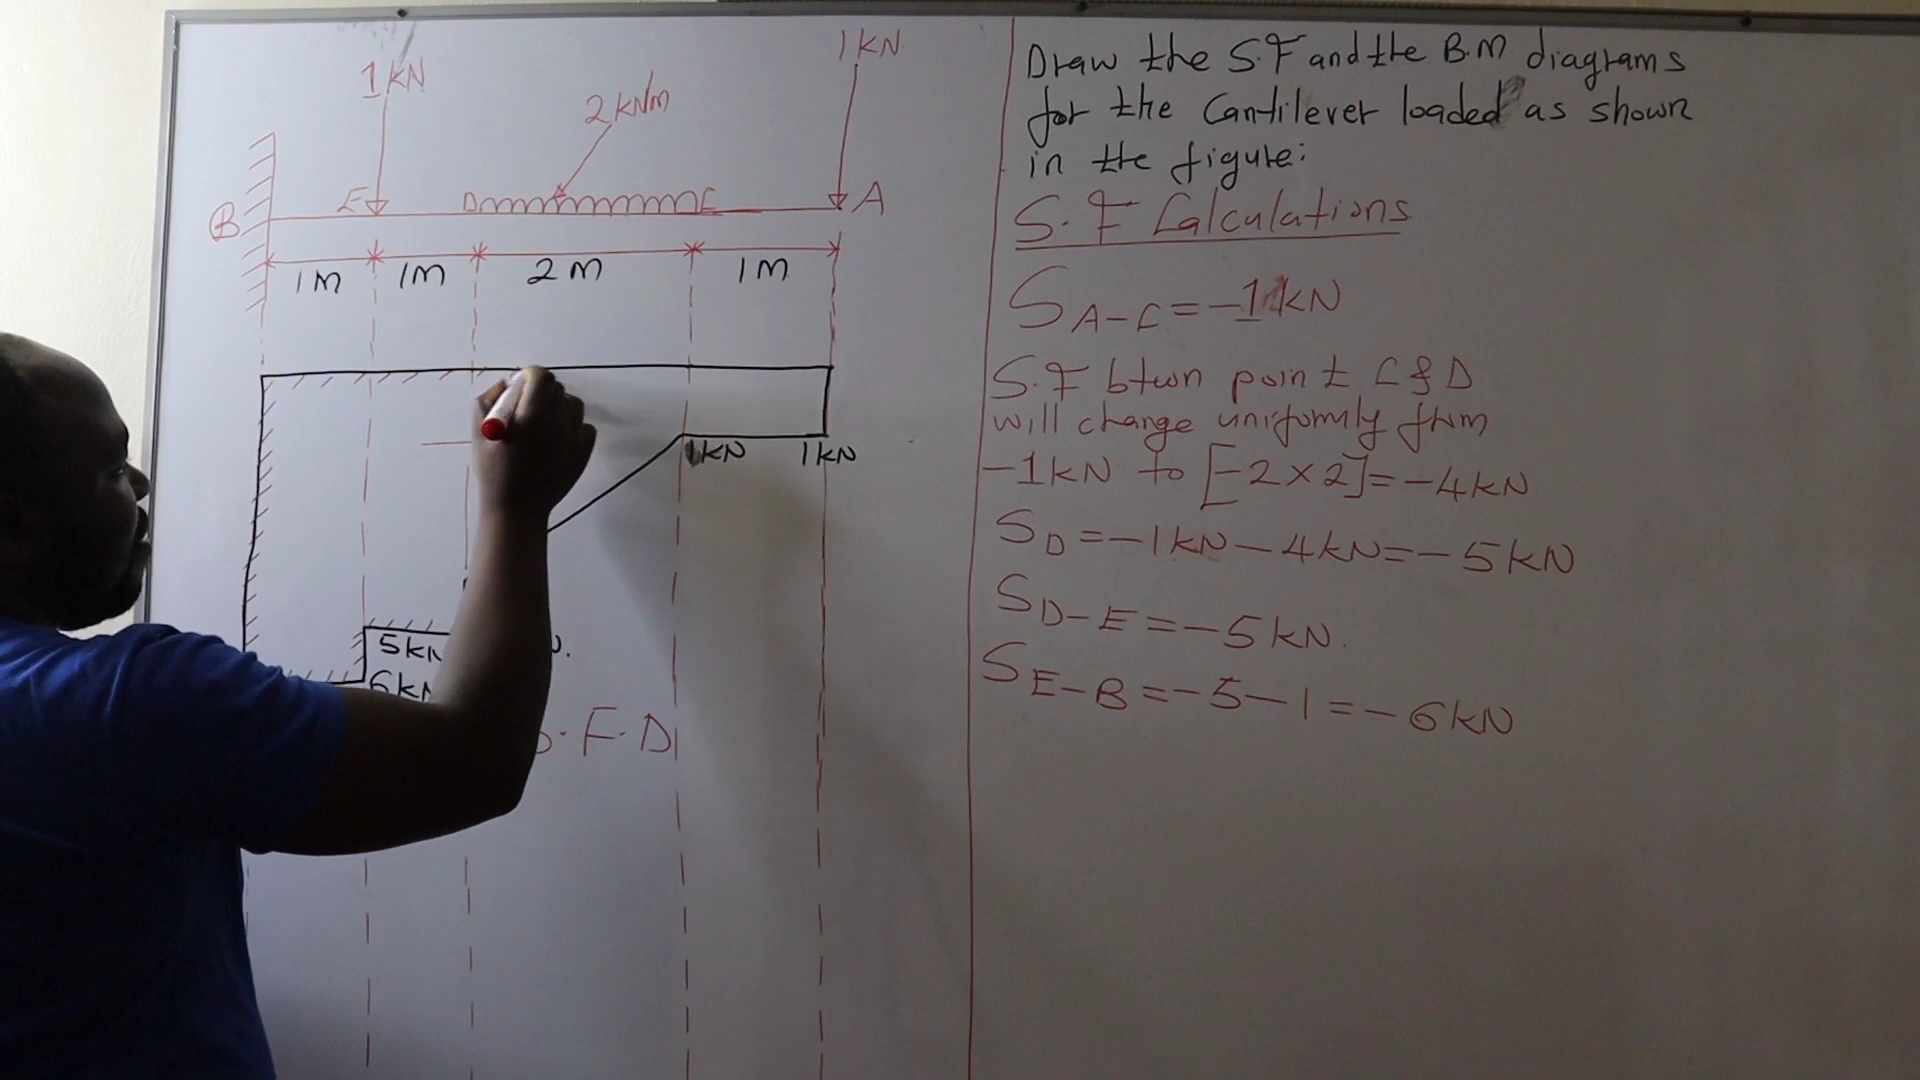 1KN
1KN
2KNm
B
E
D
C
A
1m
1m
2m
1m
1KN
1KN
5KN
6KN
S.F.D
Draw the S.F and the B.M diagrams
for the Cantilever loaded as shown
in the figure:
S.F Calculations
SA-C=-1KN
S.F btwn point C & D
will change uniformly from
-1KN to [-2×2]=-4KN
SD=-1KN-4KN=-5KN
SD-E=-5KN.
SE-B=-5-1=-6KN